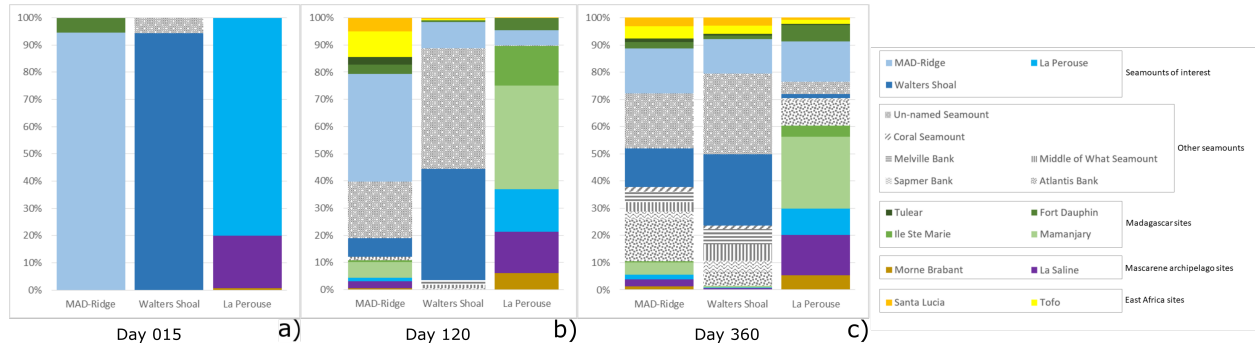 100%
90%
80%
70%
60%
50%
40%
30%
20%
10%
0%
MAD-Ridge Walters Shoal La Perouse
Day 015 a)
100%
90%
80%
70%
60%
50%
40%
30%
20%
10%
0%
MAD-Ridge Walters Shoal La Perouse
Day 120 b)
100%
90%
80%
70%
60%
50%
40%
30%
20%
10%
0%
MAD-Ridge Walters Shoal La Perouse
Day 360 c)
MAD-Ridge La Perouse
Seamounts of interest
Walters Shoal
Un-named Seamount
Coral Seamount
Other seamounts
Melville Bank Middle of What Seamount
Sapmer Bank Atlantis Bank
Tulear Fort Dauphin
Madagascar sites
Ile Ste Marie Mamanjary
Morne Brabant La Saline
Mascarene archipelago sites
Santa Lucia Tofo
East Africa sites